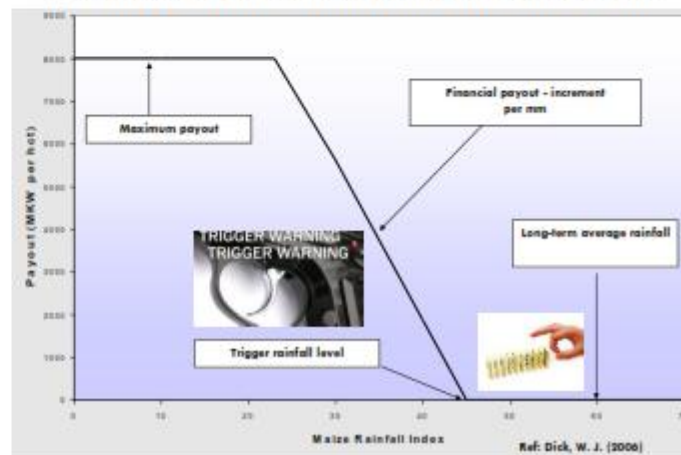 9000
8000
Maximum payout
Financial payout - increment
per mm
7000
6000
5000
4000
3000
2000
1000
0
Payout (MKW per hct)
TRIGGER WARNING
TRIGGER WARNING
Long-term average rainfall
Trigger rainfall level
0 10 20 30 40 50 60
Maize Rainfall Index
Ref: Dick, W. J. (2006)